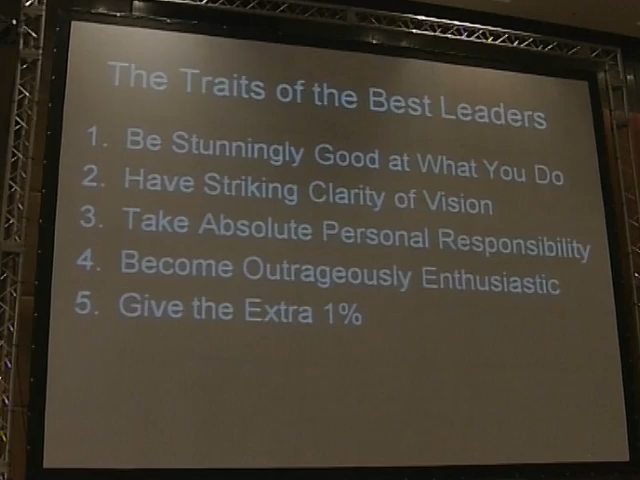 The Traits of the Best Leaders
1. Be Stunningly Good at What You Do
2. Have Striking Clarity of Vision
3. Take Absolute Personal Responsibility
4. Become Outrageously Enthusiastic
5. Give the Extra 1%